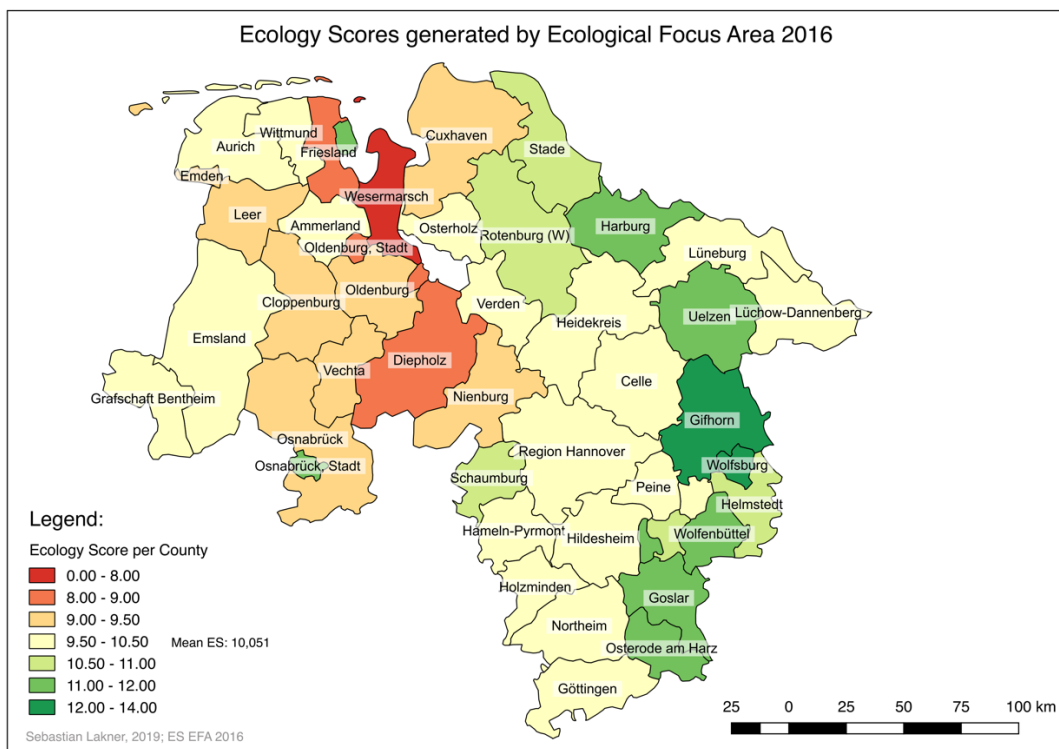 Ecology Scores generated by Ecological Focus Area 2016
Cuxhaven
Wittmund
Aurich
Friesland
Stade
Emden
Wesermarsch
Leer
Ammerland
Osterholz
Rotenburg (W)
Harburg
Oldenburg, Stadt
Lüneburg
Oldenburg
Cloppenburg
Verden
Uelzen
Lüchow-Dannenberg
Heidekreis
Emsland
Diepholz
Vechta
Celle
Grafschaft Bentheim
Nienburg
Gifhorn
Osnabrück
Region Hannover
Osnabrück, Stadt
Wolfsburg
Schaumburg
Peine
Helmstedt
Hameln-Pyrmont
Hildesheim
Wolfenbüttel
Holzminden
Goslar
Northeim
Osterode am Harz
Göttingen
Legend:
Ecology Score per County
0.00 - 8.00
8.00 - 9.00
9.00 - 9.50
9.50 - 10.50 Mean ES: 10,051
10.50 - 11.00
11.00 - 12.00
12.00 - 14.00
25 0 25 50 75 100 km
Sebastian Lakner, 2019; ES EFA 2016